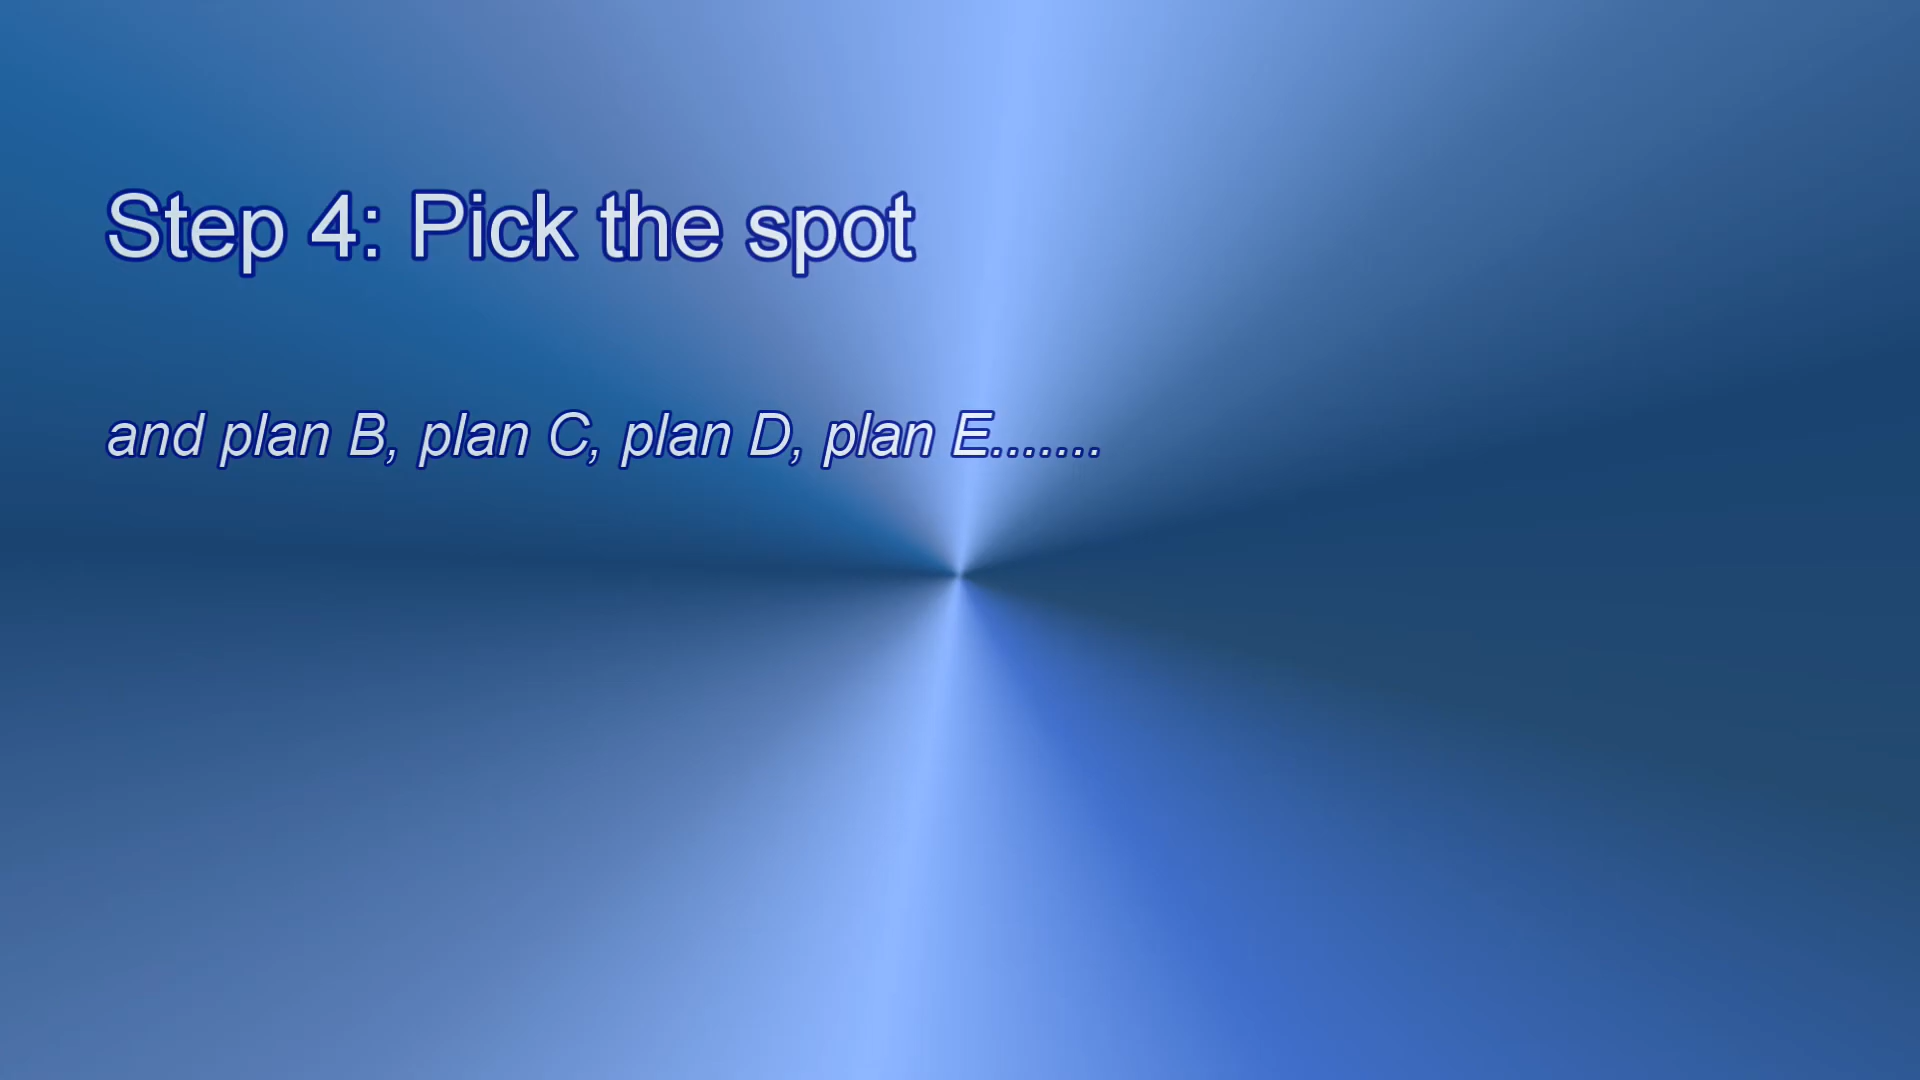 Step 4: Pick the spot
and plan B, plan C, plan D, plan E.......